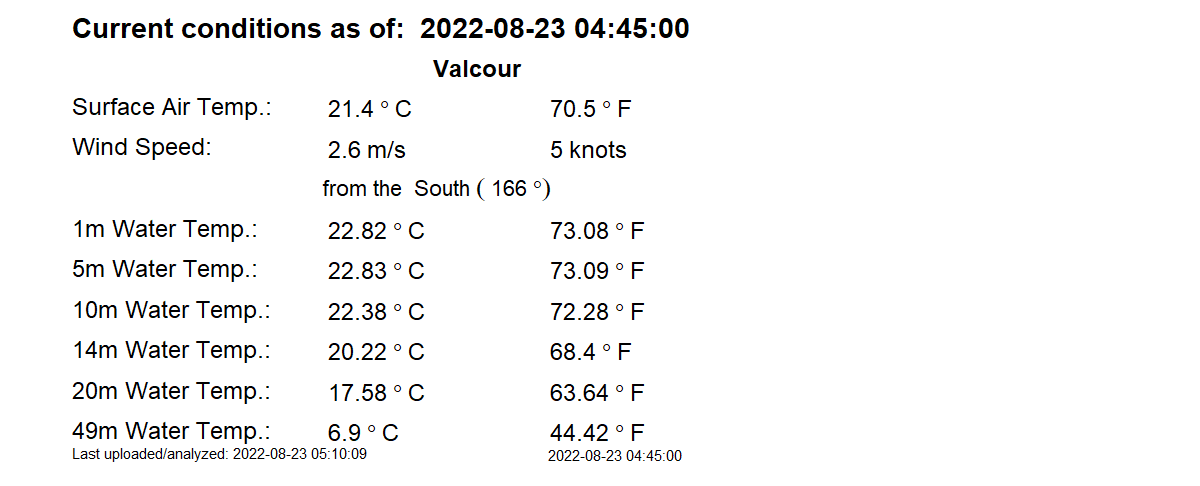 Current conditions as of: 2022-08-23 04:45:00
Valcour
Surface Air Temp.: 21.4 ° C 70.5 ° F
Wind Speed: 2.6 m/s 5 knots
from the South ( 166 °)
1m Water Temp.: 22.82 ° C 73.08 ° F
5m Water Temp.: 22.83 ° C 73.09 ° F
10m Water Temp.: 22.38 ° C 72.28 ° F
14m Water Temp.: 20.22 ° C 68.4 ° F
20m Water Temp.: 17.58 ° C 63.64 ° F
49m Water Temp.: 6.9 ° C 44.42 ° F
Last uploaded/analyzed: 2022-08-23 05:10:09 2022-08-23 04:45:00